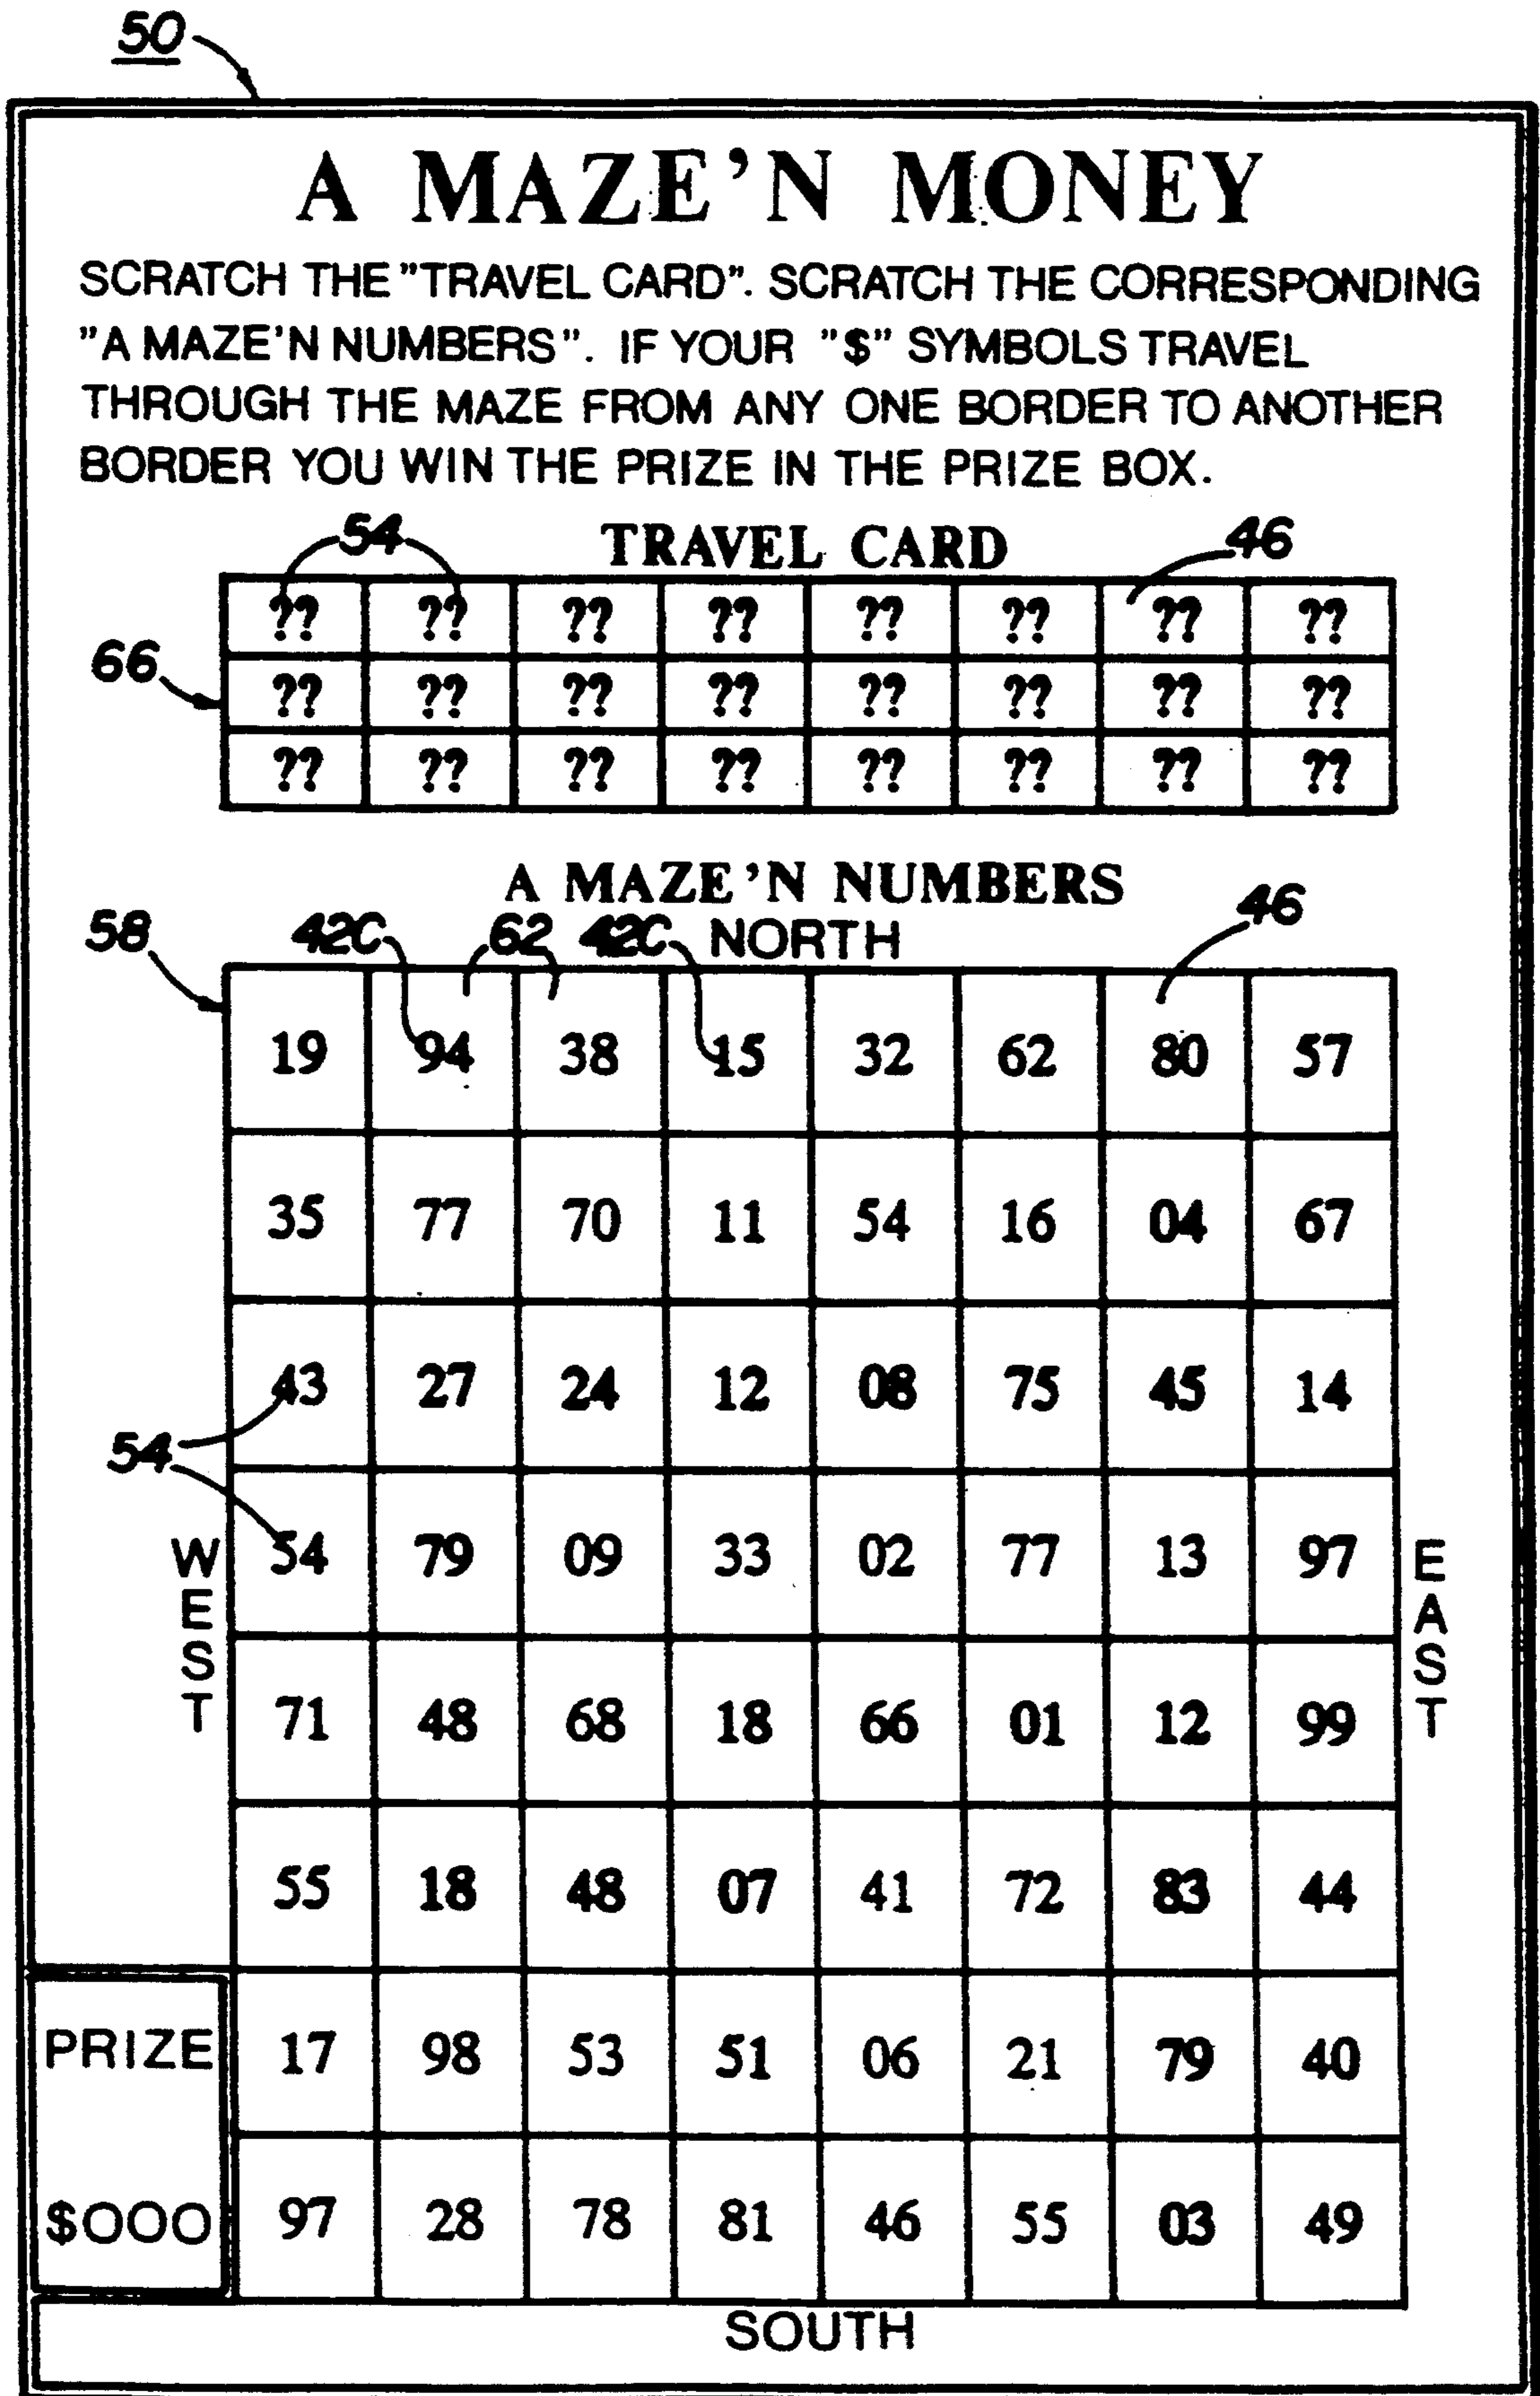 50
A MAZE'N MONEY
SCRATCH THE "TRAVEL CARD". SCRATCH THE CORRESPONDING
"A MAZE'N NUMBERS". IF YOUR "$" SYMBOLS TRAVEL
THROUGH THE MAZE FROM ANY ONE BORDER TO ANOTHER
BORDER YOU WIN THE PRIZE IN THE PRIZE BOX.
54 TRAVEL CARD 46
?? ?? ?? ?? ?? ?? ?? ??
66 ?? ?? ?? ?? ?? ?? ?? ??
?? ?? ?? ?? ?? ?? ?? ??
A MAZE'N NUMBERS
58 42C 62 42C NORTH 46
19 94 38 15 32 62 80 57
35 77 70 11 54 16 04 67
43 27 24 12 08 75 45 14
54
WEST 54 79 09 33 02 77 13 97 EAST
71 48 68 18 66 01 12 99
55 18 48 07 41 72 83 44
PRIZE 17 98 53 51 06 21 79 40
$000 97 28 78 81 46 55 03 49
SOUTH